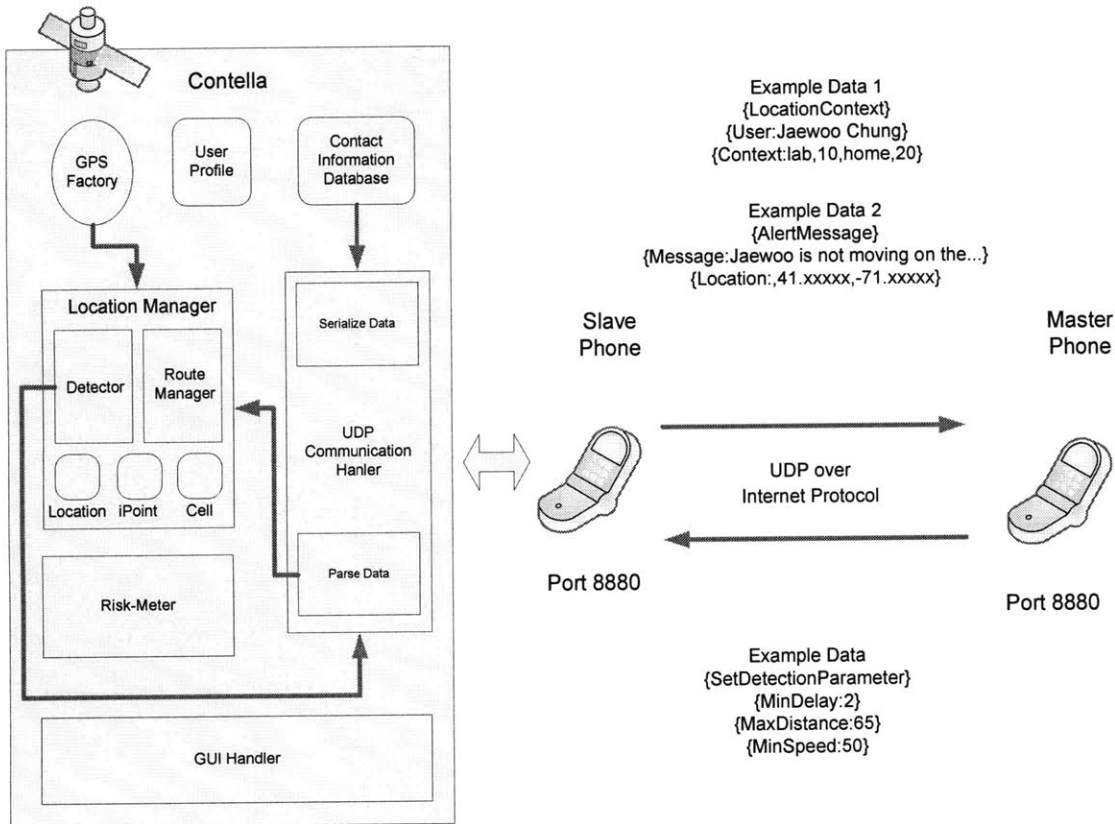 Contella
GPS
Factory
User
Profile
Contact
Information
Database
Location Manager
Detector
Route
Manager
Location
iPoint
Cell
Risk-Meter
Serialize Data
UDP
Communication
Hanler
Parse Data
GUI Handler
Example Data 1
{LocationContext}
{User:Jaewoo Chung}
{Context:lab,10,home,20}
Example Data 2
{AlertMessage}
{Message:Jaewoo is not moving on the...}
{Location:,41.xxxxx,-71.xxxxx}
Slave
Phone
Master
Phone
UDP over
Internet Protocol
Port 8880
Port 8880
Example Data
{SetDetectionParameter}
{MinDelay:2}
{MaxDistance:65}
{MinSpeed:50}